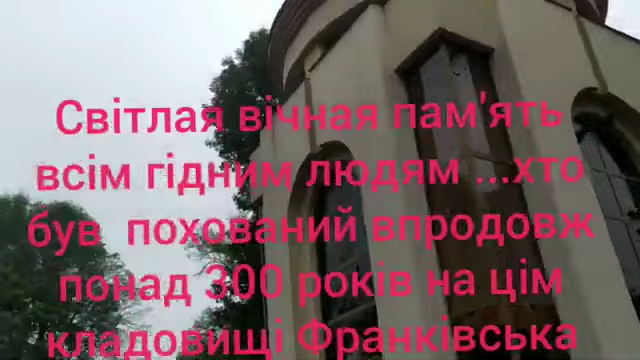 Світлая вічная пам'ять
всім гідним людям ...хто
був похований впродовж
понад 300 років на цім
кладовищі Франківська